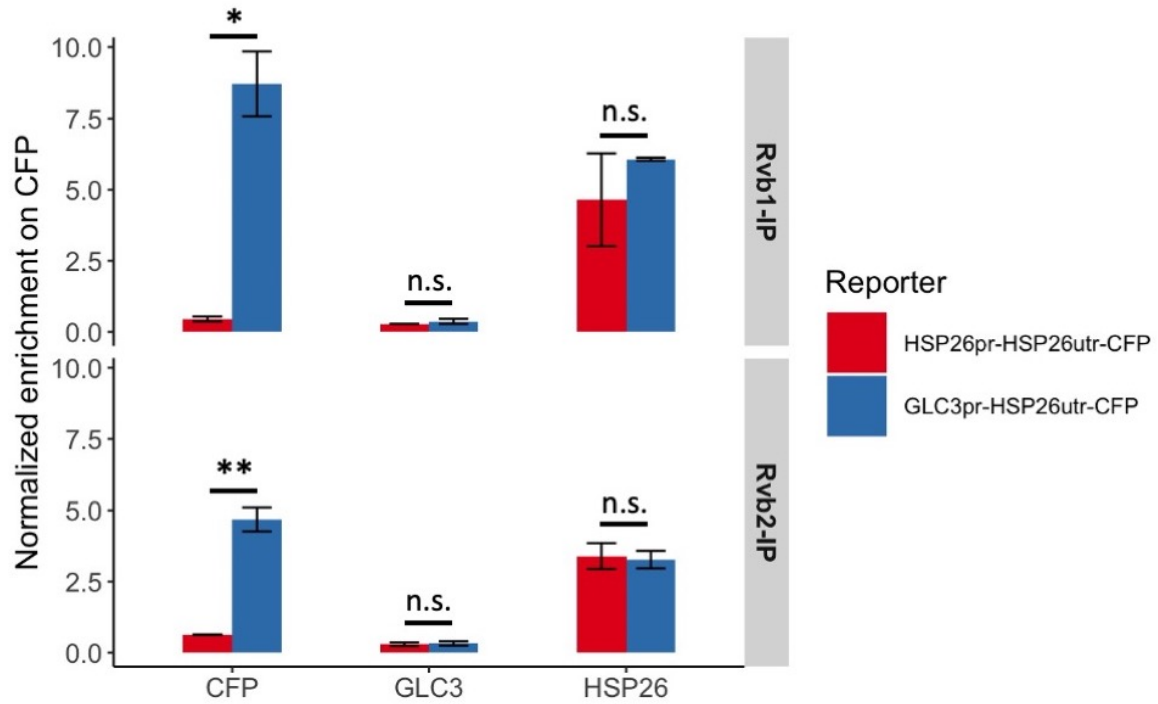 Normalized enrichment on CFP
*
10.0
7.5
5.0
2.5
0.0
n.s.
n.s.
Rvb1-IP
**
10.0
7.5
5.0
2.5
0.0
n.s.
n.s.
Rvb2-IP
CFP GLC3 HSP26
Reporter
HSP26pr-HSP26utr-CFP
GLC3pr-HSP26utr-CFP